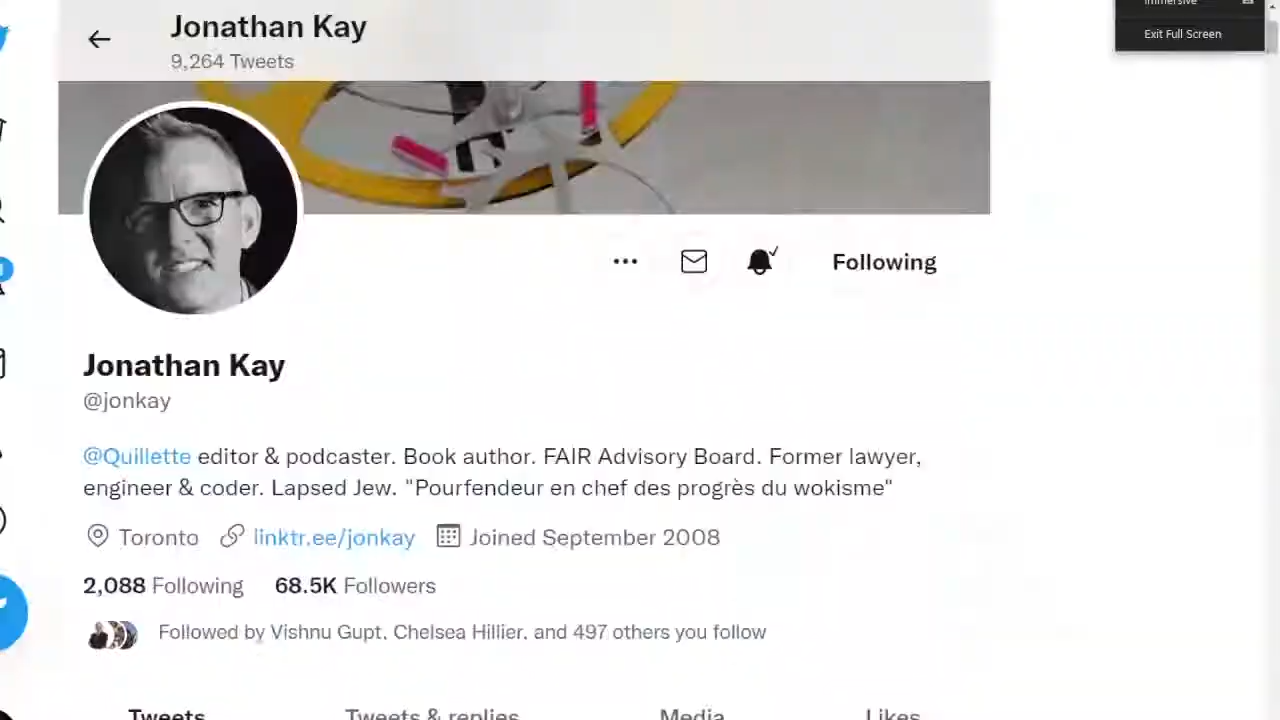 Immersive
Exit Full Screen
Jonathan Kay
9,264 Tweets
Following
Jonathan Kay
@jonkay
@Quillette editor & podcaster. Book author. FAIR Advisory Board. Former lawyer,
engineer & coder. Lapsed Jew. "Pourfendeur en chef des progrès du wokisme"
Toronto linktr.ee/jonkay Joined September 2008
2,088 Following 68.5K Followers
Followed by Vishnu Gupt, Chelsea Hillier, and 497 others you follow
Tweets Tweets & replies Media Likes